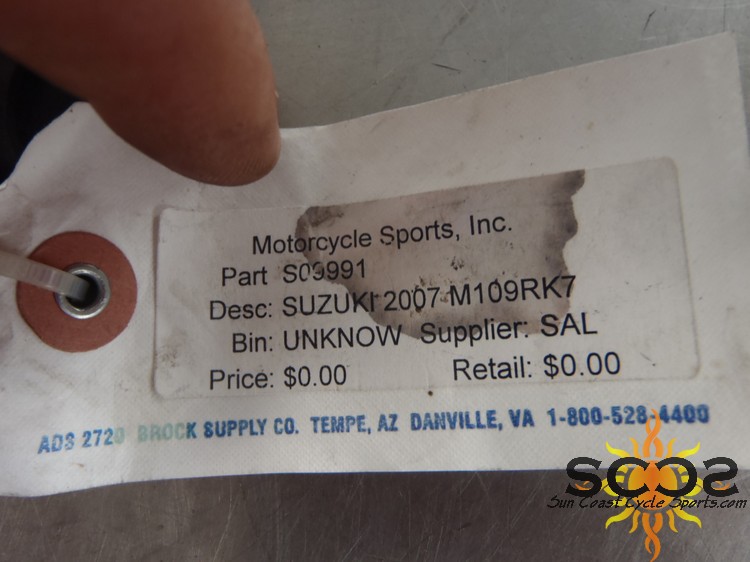 Motorcycle Sports, Inc.
Part S09991
Desc: SUZUKI 2007 M109RK7
Bin: UNKNOW Supplier: SAL
Price: $0.00 Retail: $0.00
ADS 2720 BROCK SUPPLY CO. TEMPE, AZ DANVILLE, VA 1-800-528-4400
SCCS
Sun Coast Cycle Sports.com